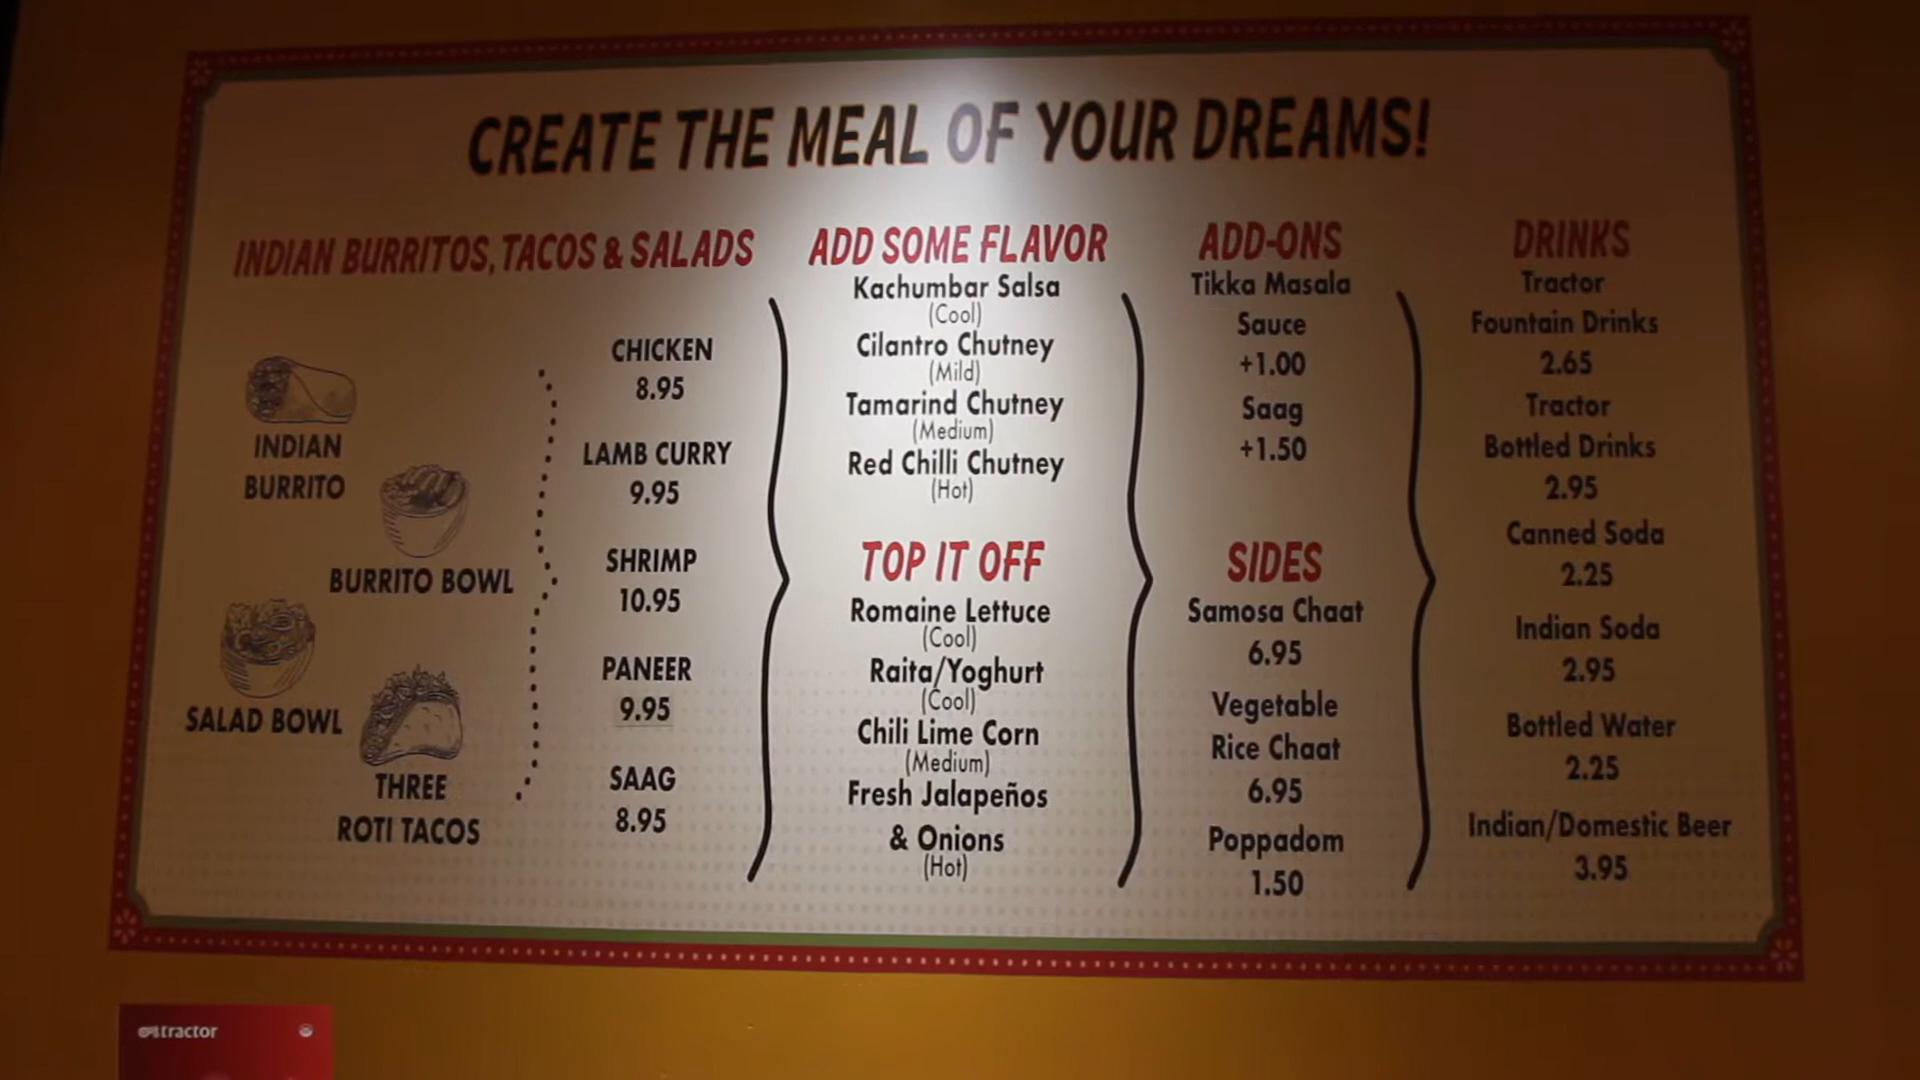 CREATE THE MEAL OF YOUR DREAMS!
INDIAN BURRITOS, TACOS & SALADS
INDIAN
BURRITO
BURRITO BOWL
SALAD BOWL
THREE
ROTI TACOS
CHICKEN
8.95
LAMB CURRY
9.95
SHRIMP
10.95
PANEER
9.95
SAAG
8.95
ADD SOME FLAVOR
Kachumbar Salsa
(Cool)
Cilantro Chutney
(Mild)
Tamarind Chutney
(Medium)
Red Chilli Chutney
(Hot)
TOP IT OFF
Romaine Lettuce
(Cool)
Raita/Yoghurt
(Cool)
Chili Lime Corn
(Medium)
Fresh Jalapeños
& Onions
(Hot)
ADD-ONS
Tikka Masala
Sauce
+1.00
Saag
+1.50
SIDES
Samosa Chaat
6.95
Vegetable
Rice Chaat
6.95
Poppadom
1.50
DRINKS
Tractor
Fountain Drinks
2.65
Tractor
Bottled Drinks
2.95
Canned Soda
2.25
Indian Soda
2.95
Bottled Water
2.25
Indian/Domestic Beer
3.95
tractor